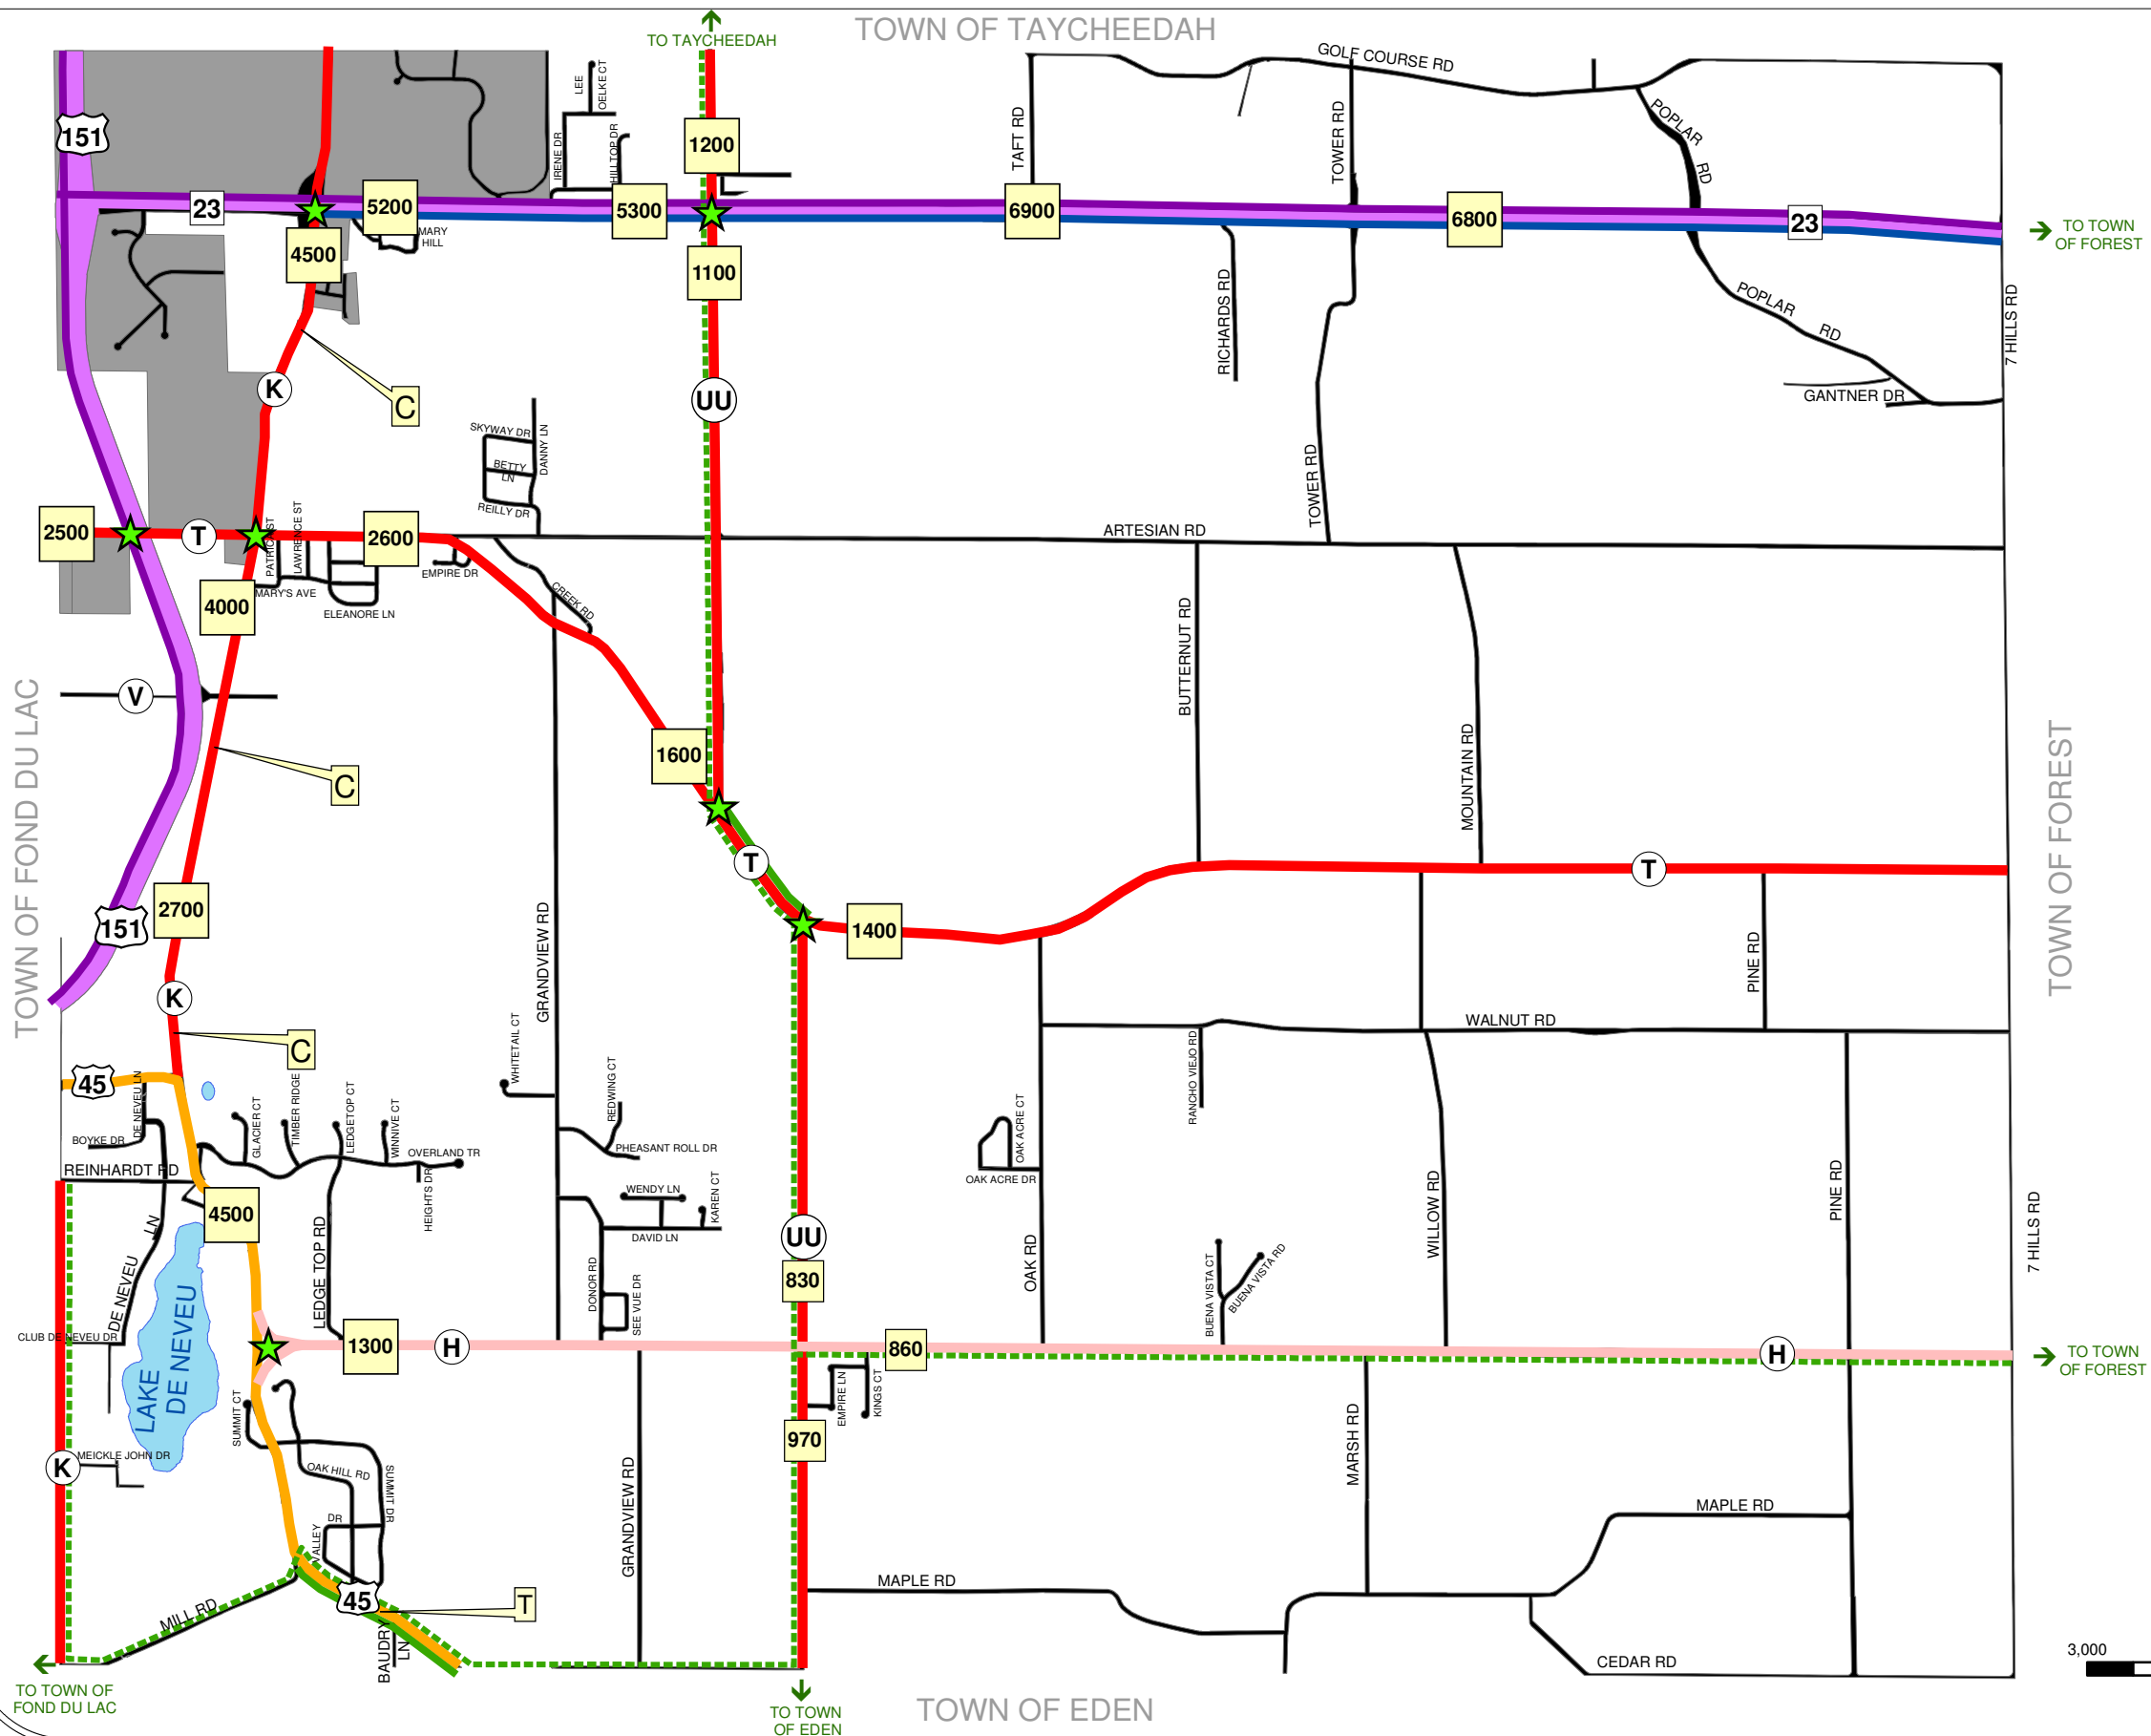 TOWN OF TAYCHEEDAH
TO TAYCHEEDAH
GOLF COURSE RD
LEE
OELKE CT
IRENE DR
HILLTOP DR
TAFT RD
TOWER RD
POPLAR
RD
151
1200
23
5200
5300
6900
6800
23
TO TOWN
OF FOREST
MARY
HILL
4500
1100
RICHARDS RD
POPLAR
RD
7 HILLS RD
GANTNER DR
K
C
UU
SKYWAY DR
DANNY LN
BETTY
LN
REILLY DR
TOWER RD
2500
T
PATRICK ST
LAWRENCE ST
2600
ARTESIAN RD
EMPIRE DR
MARY'S AVE
ELEANORE LN
CREEK RD
4000
BUTTERNUT RD
V
TOWN OF FOND DU LAC
C
1600
MOUNTAIN RD
TOWN OF FOREST
T
T
2700
151
GRANDVIEW RD
1400
PINE RD
K
C
WALNUT RD
WHITETAIL CT
REDWING CT
RANCHO VIEJO RD
45
DE NEVEU LN
BOYKE DR
GLACIER CT
TIMBER RIDGE
LEDGETOP CT
WINNIVE CT
OVERLAND TR
PHEASANT ROLL DR
OAK ACRE CT
OAK ACRE DR
REINHARDT RD
HEIGHTS DR
WENDY LN
KAREN CT
DAVID LN
WILLOW RD
PINE RD
7 HILLS RD
4500
LN
DE NEVEU
LEDGE TOP RD
UU
830
OAK RD
BUENA VISTA CT
BUENA VISTA RD
DONOR RD
SEE VUE DR
CLUB DE NEVEU DR
LAKE
DE NEVEU
1300
H
860
H
TO TOWN
OF FOREST
SUMMIT CT
EMPIRE LN
KINGS CT
970
MARSH RD
K
MEICKLE JOHN DR
OAK HILL RD
SUMMIT DR
GRANDVIEW RD
MAPLE RD
DR
VALLEY
45
T
MAPLE RD
MILL RD
BAUDRY
LN
CEDAR RD
3,000
TO TOWN OF
FOND DU LAC
TO TOWN
OF EDEN
TOWN OF EDEN